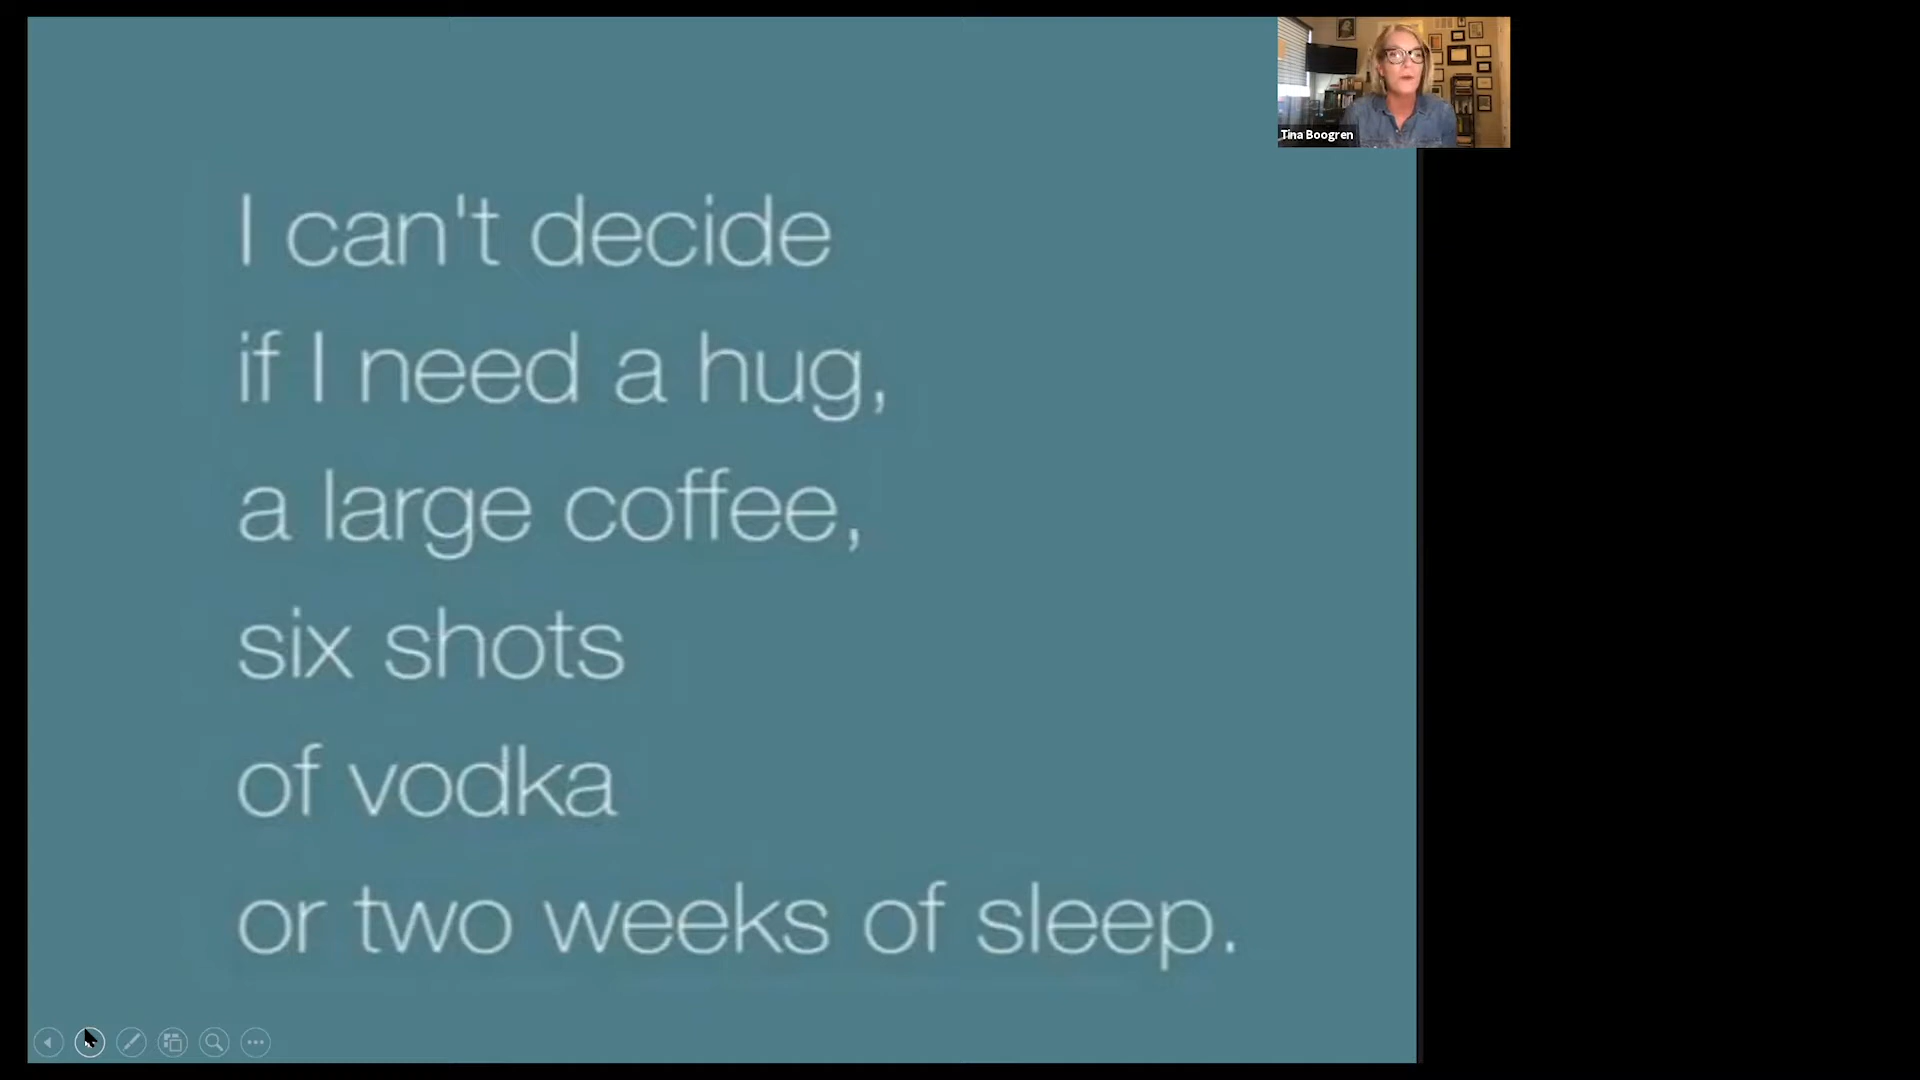 Tina Boogren
I can't decide
if I need a hug,
a large coffee,
six shots
of vodka
or two weeks of sleep.